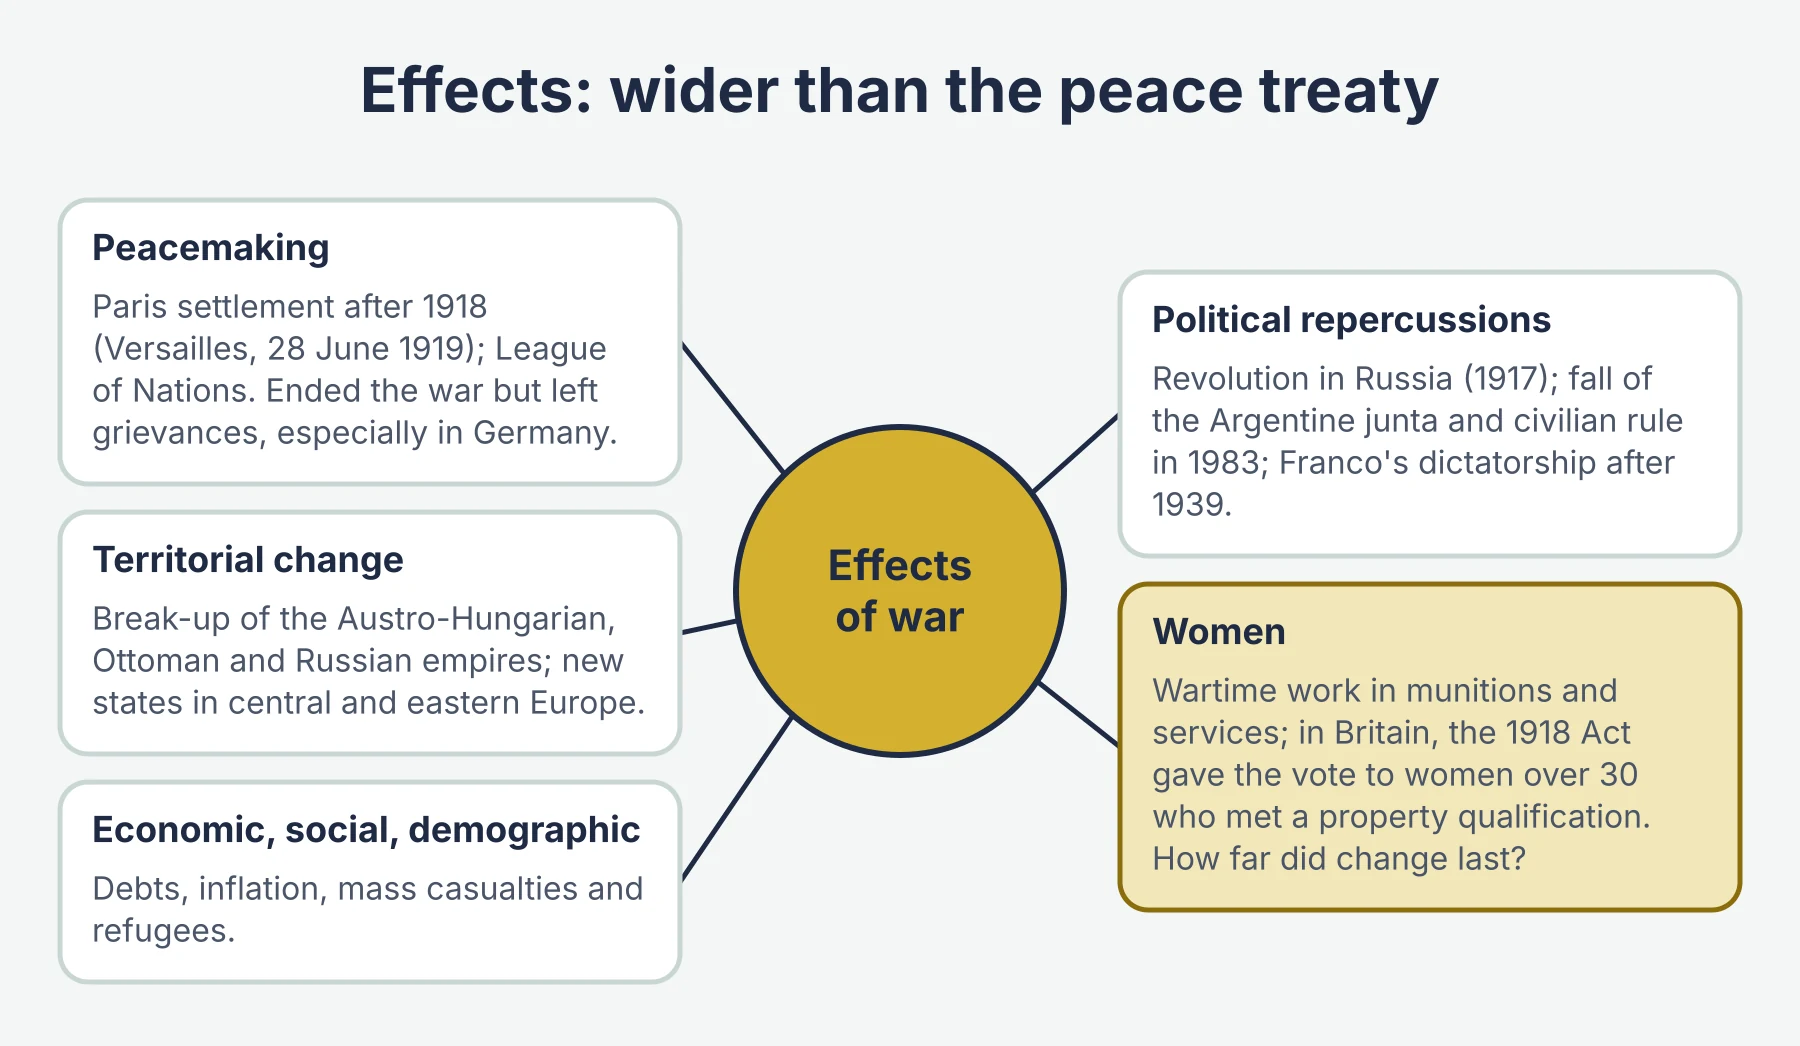 Effects: wider than the peace treaty
Peacemaking
Paris settlement after 1918
(Versailles, 28 June 1919); League
of Nations. Ended the war but left
grievances, especially in Germany.
Territorial change
Break-up of the Austro-Hungarian,
Ottoman and Russian empires; new
states in central and eastern Europe.
Economic, social, demographic
Debts, inflation, mass casualties and
refugees.
Effects
of war
Political repercussions
Revolution in Russia (1917); fall of
the Argentine junta and civilian rule
in 1983; Franco's dictatorship after
1939.
Women
Wartime work in munitions and
services; in Britain, the 1918 Act
gave the vote to women over 30
who met a property qualification.
How far did change last?